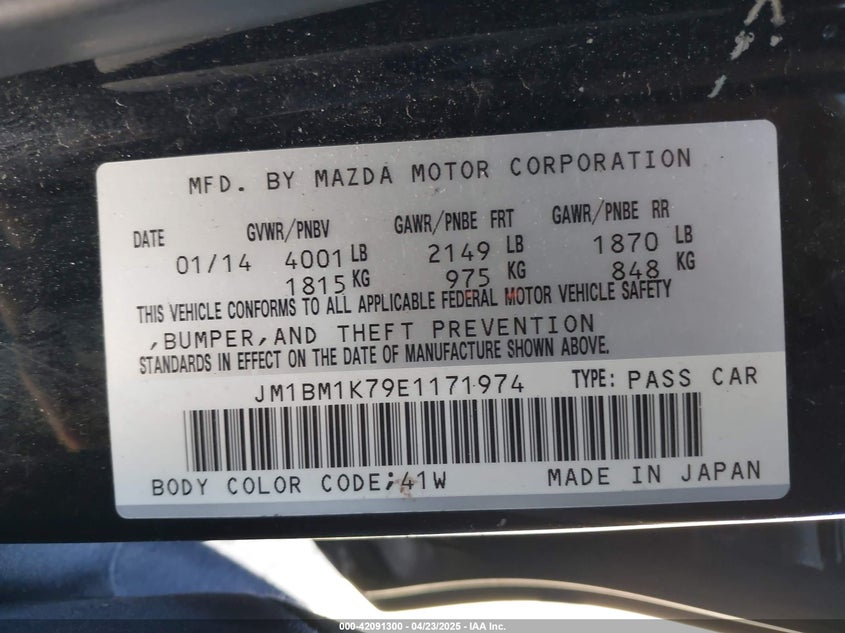 MFD. BY MAZDA MOTOR CORPORATION
DATE GVWR/PNBV GAWR/PNBE FRT GAWR/PNBE RR
01/14 4001 LB 2149 LB 1870 LB
1815 KG 975 KG 848 KG
THIS VEHICLE CONFORMS TO ALL APPLICABLE FEDERAL MOTOR VEHICLE SAFETY
,BUMPER,AND THEFT PREVENTION
STANDARDS IN EFFECT ON THE DATE OF MANUFACTURE SHOWN ABOVE.
JM1BM1K79E1171974 TYPE: PASS CAR
BODY COLOR CODE;41W MADE IN JAPAN
000-42091300 - 04/23/2025 - IAA Inc.